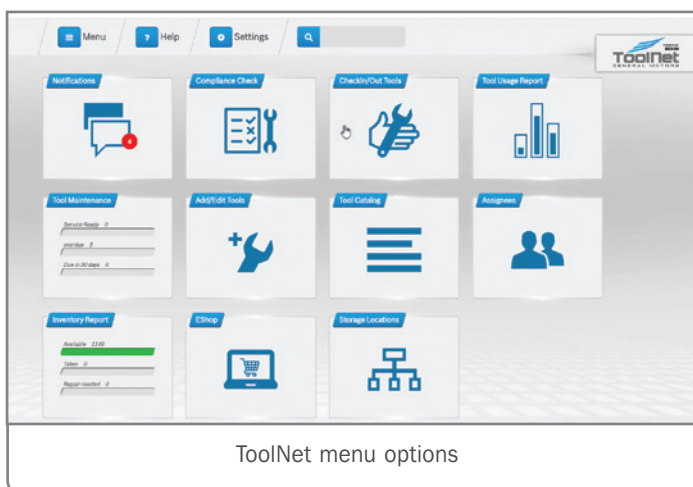 Menu
Help
Settings
ToolNet
GENERAL MOTORS
Notifications
Compliance Check
CheckIn/Out Tools
Tool Usage Report
Tool Maintenance
Service Ready 0
overdue 3
Due in 30 days 0
Add/Edit Tools
Tool Catalog
Assignees
Inventory Report
Available 1140
Taken 0
Repair needed 0
EShop
Storage Locations
ToolNet menu options